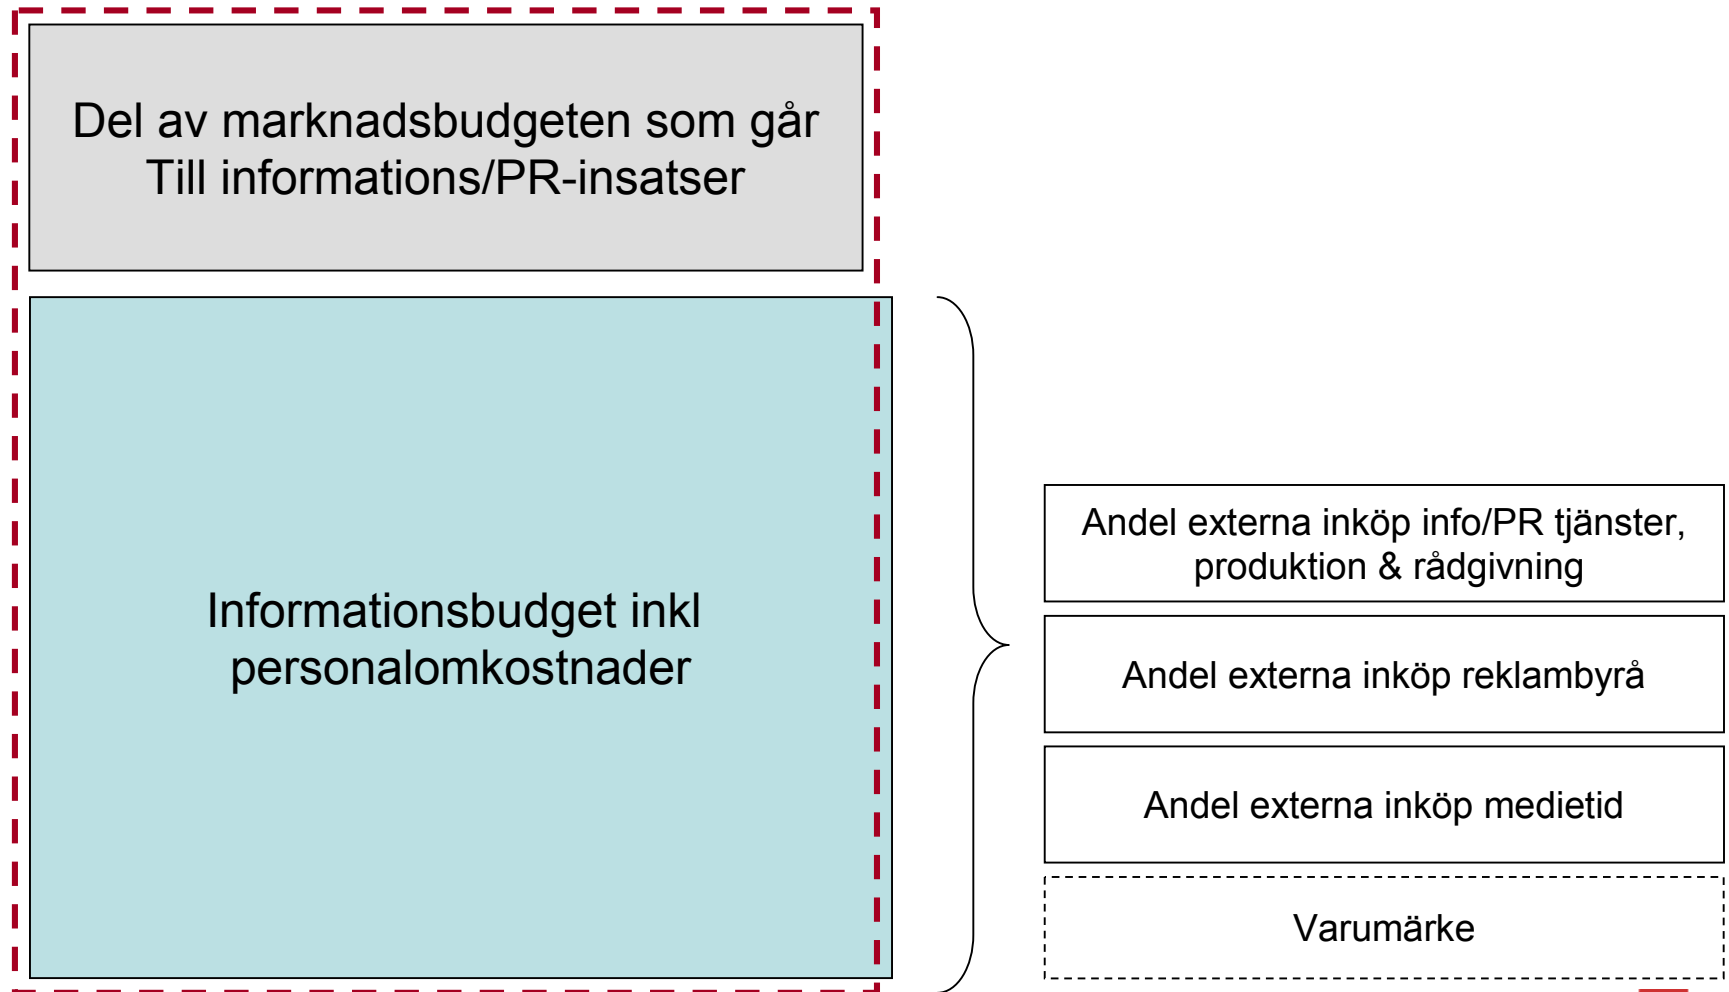 Del av marknadsbudgeten som går
Till informations/PR-insatser
Informationsbudget inkl
personalomkostnader
Andel externa inköp info/PR tjänster,
produktion & rådgivning
Andel externa inköp reklambyrå
Andel externa inköp medietid
Varumärke